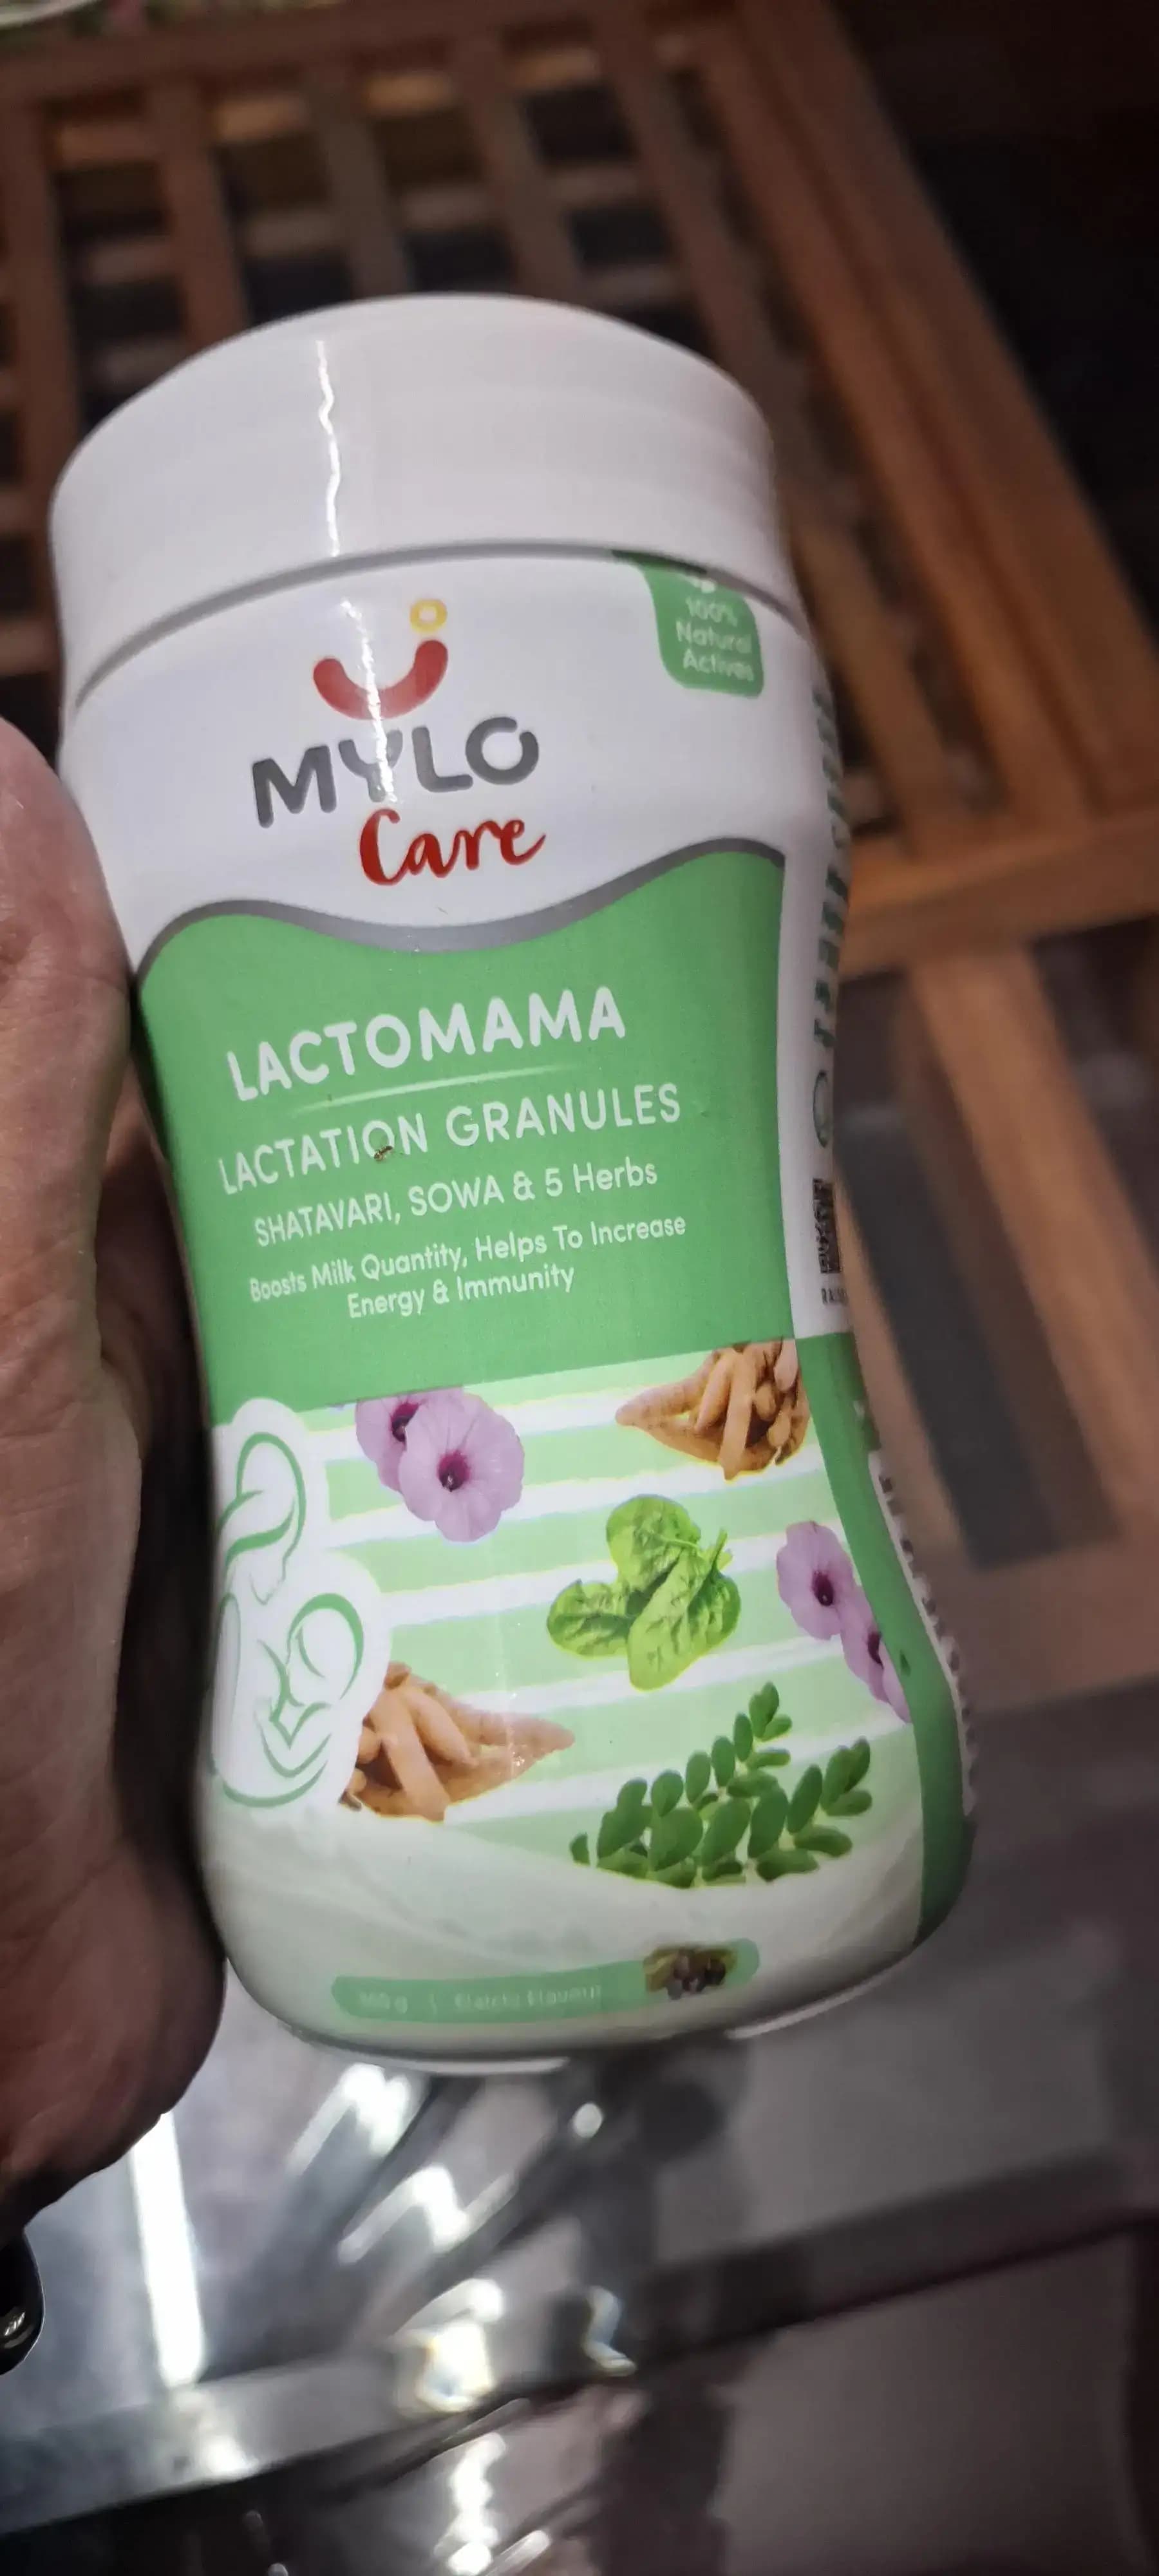 100%
Natural
Actives
MYLO
Care
LACTOMAMA
LACTATION GRANULES
SHATAVARI, SOWA & 5 Herbs
Boosts Milk Quantity, Helps To Increase
Energy & Immunity
Flavour